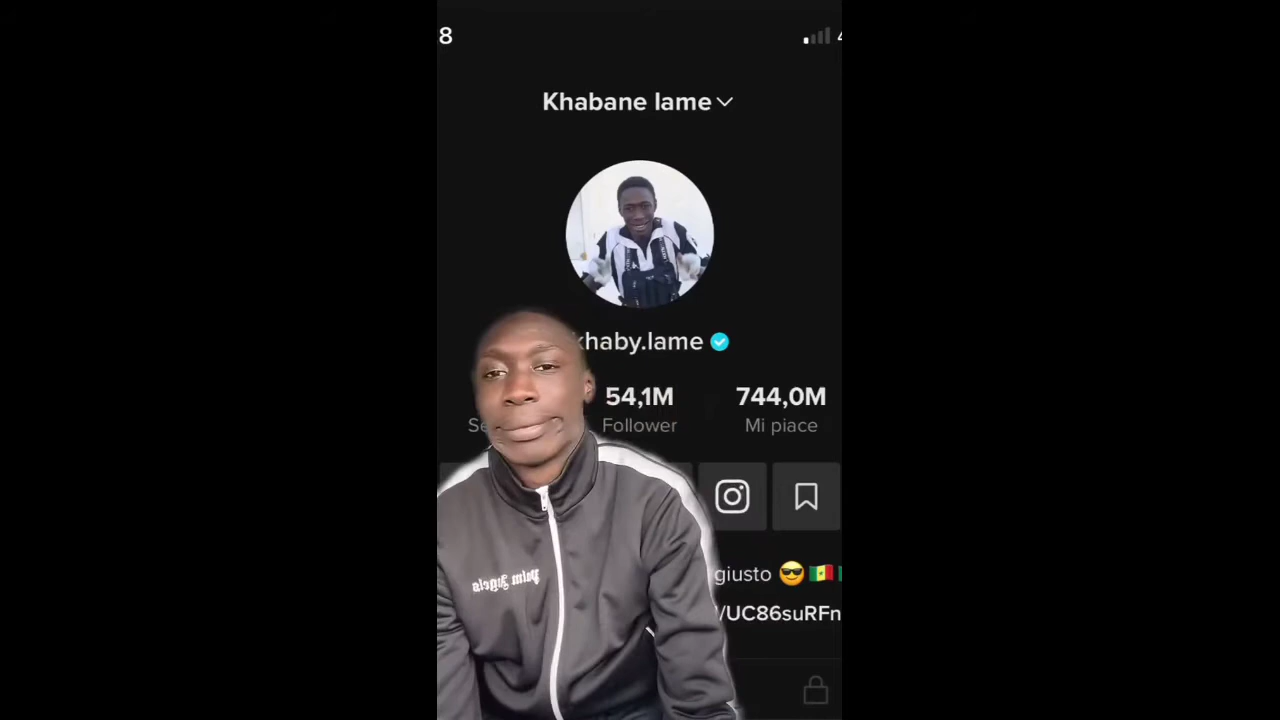 8
Khabane lame
khaby.lame
54,1M 744,0M
Follower Mi piace
giusto 😎🇸🇳
/UC86suRFn